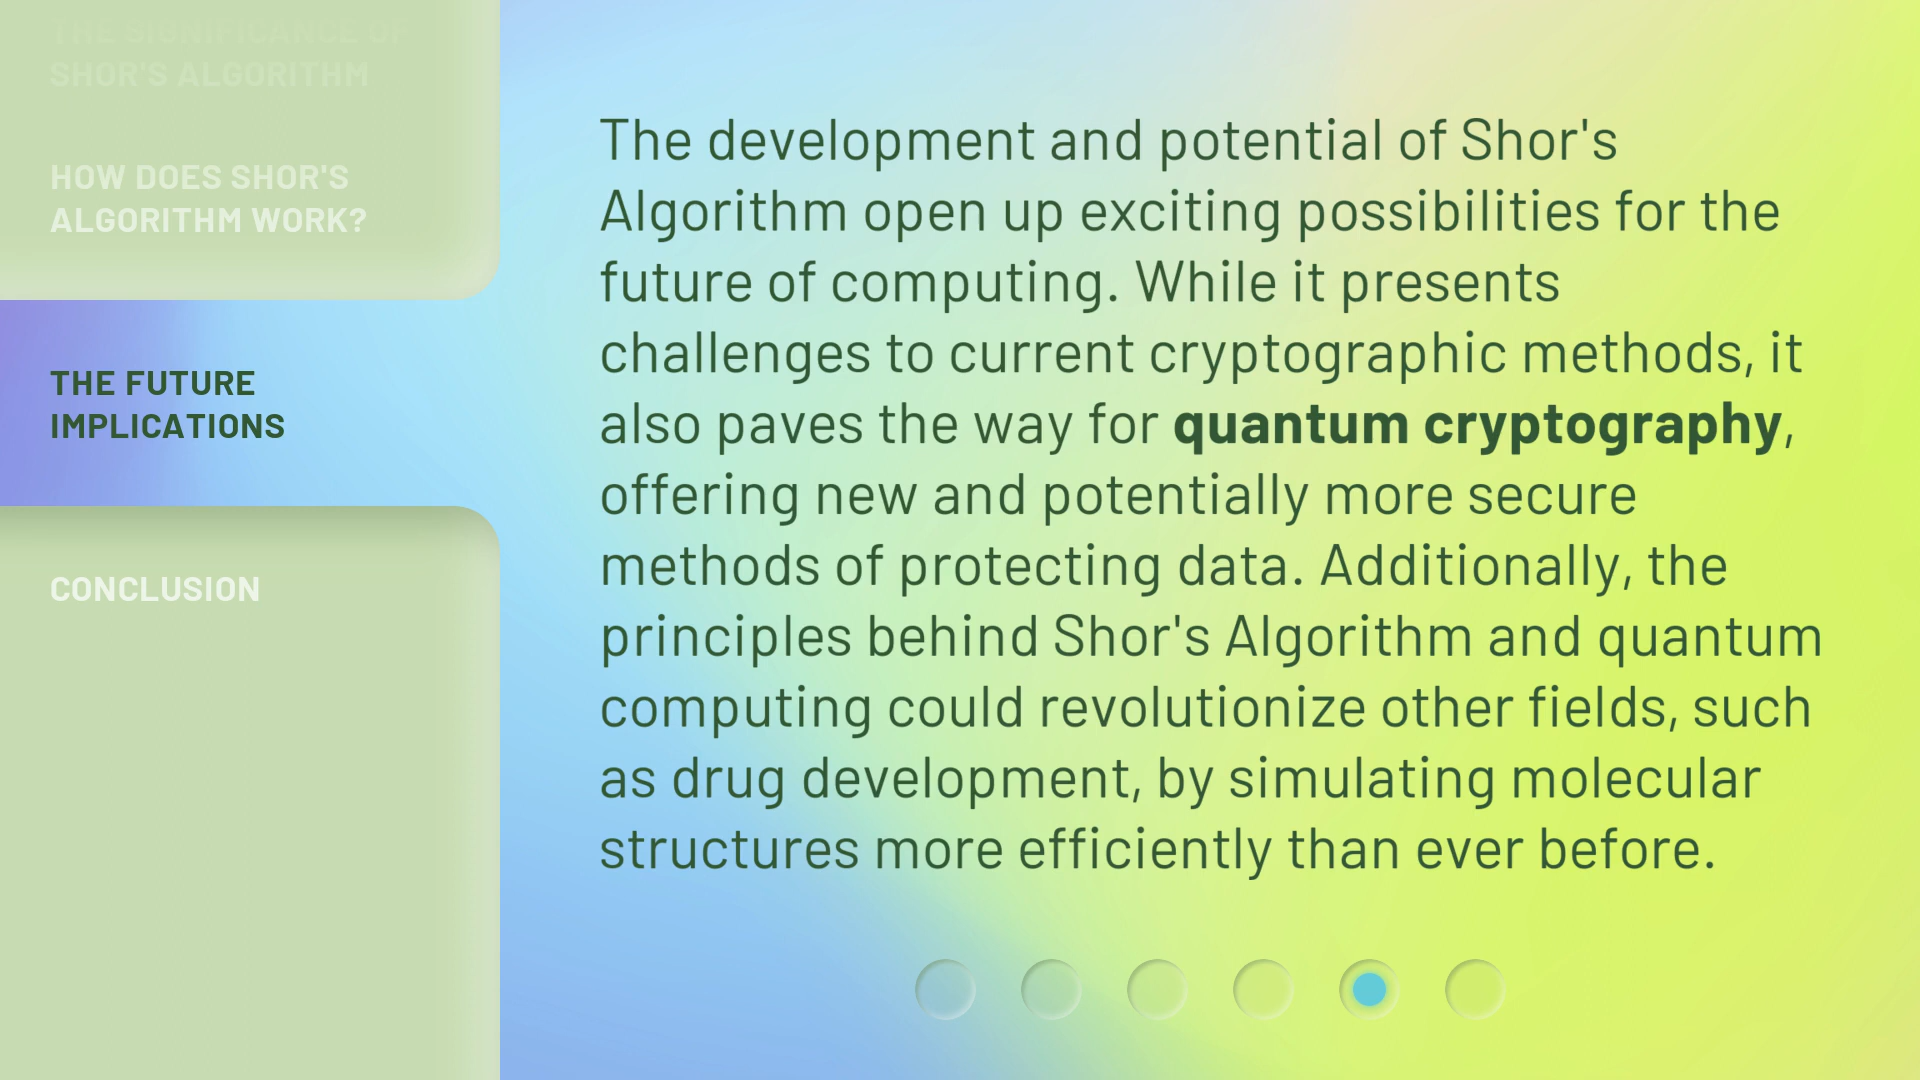 THE SIGNIFICANCE OF
SHOR'S ALGORITHM
HOW DOES SHOR'S
ALGORITHM WORK?
THE FUTURE
IMPLICATIONS
CONCLUSION
The development and potential of Shor's
Algorithm open up exciting possibilities for the
future of computing. While it presents
challenges to current cryptographic methods, it
also paves the way for quantum cryptography,
offering new and potentially more secure
methods of protecting data. Additionally, the
principles behind Shor's Algorithm and quantum
computing could revolutionize other fields, such
as drug development, by simulating molecular
structures more efficiently than ever before.